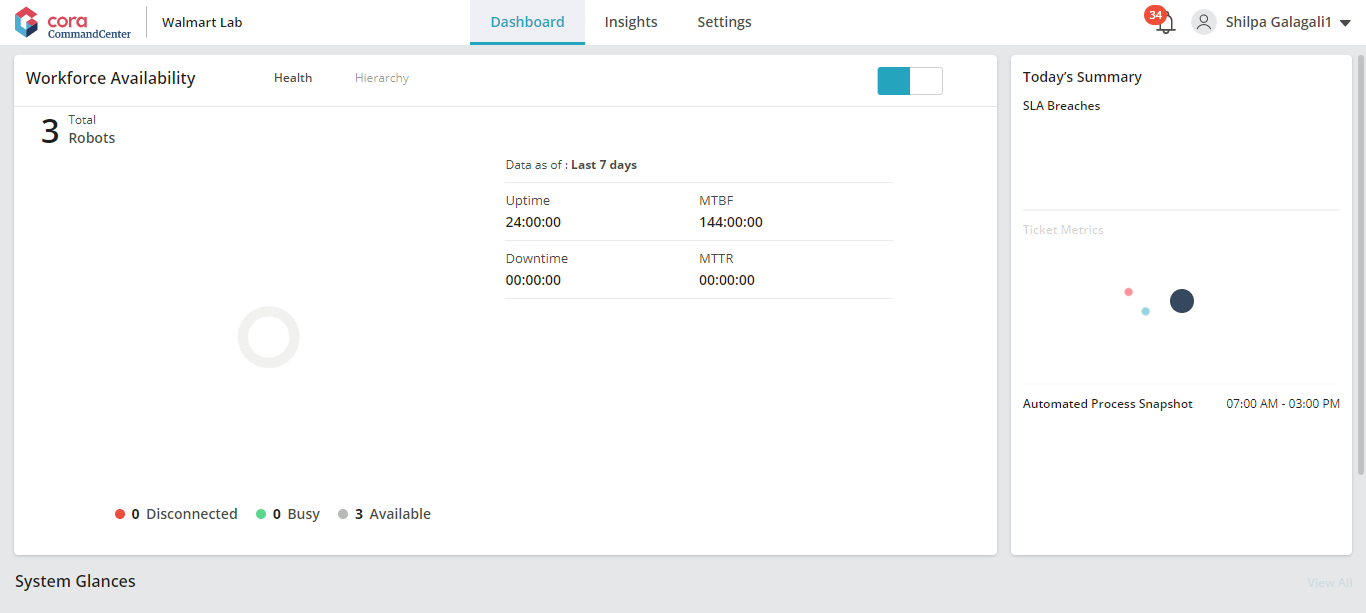 cora
CommandCenter
Walmart Lab
Dashboard
Insights
Settings
34
Shilpa Galagali1
Workforce Availability
Health
Hierarchy
3
Total
Robots
Data as of : Last 7 days
Uptime
24:00:00
MTBF
144:00:00
Downtime
00:00:00
MTTR
00:00:00
0 Disconnected
0 Busy
3 Available
Today's Summary
SLA Breaches
Ticket Metrics
Automated Process Snapshot
07:00 AM - 03:00 PM
System Glances
View All